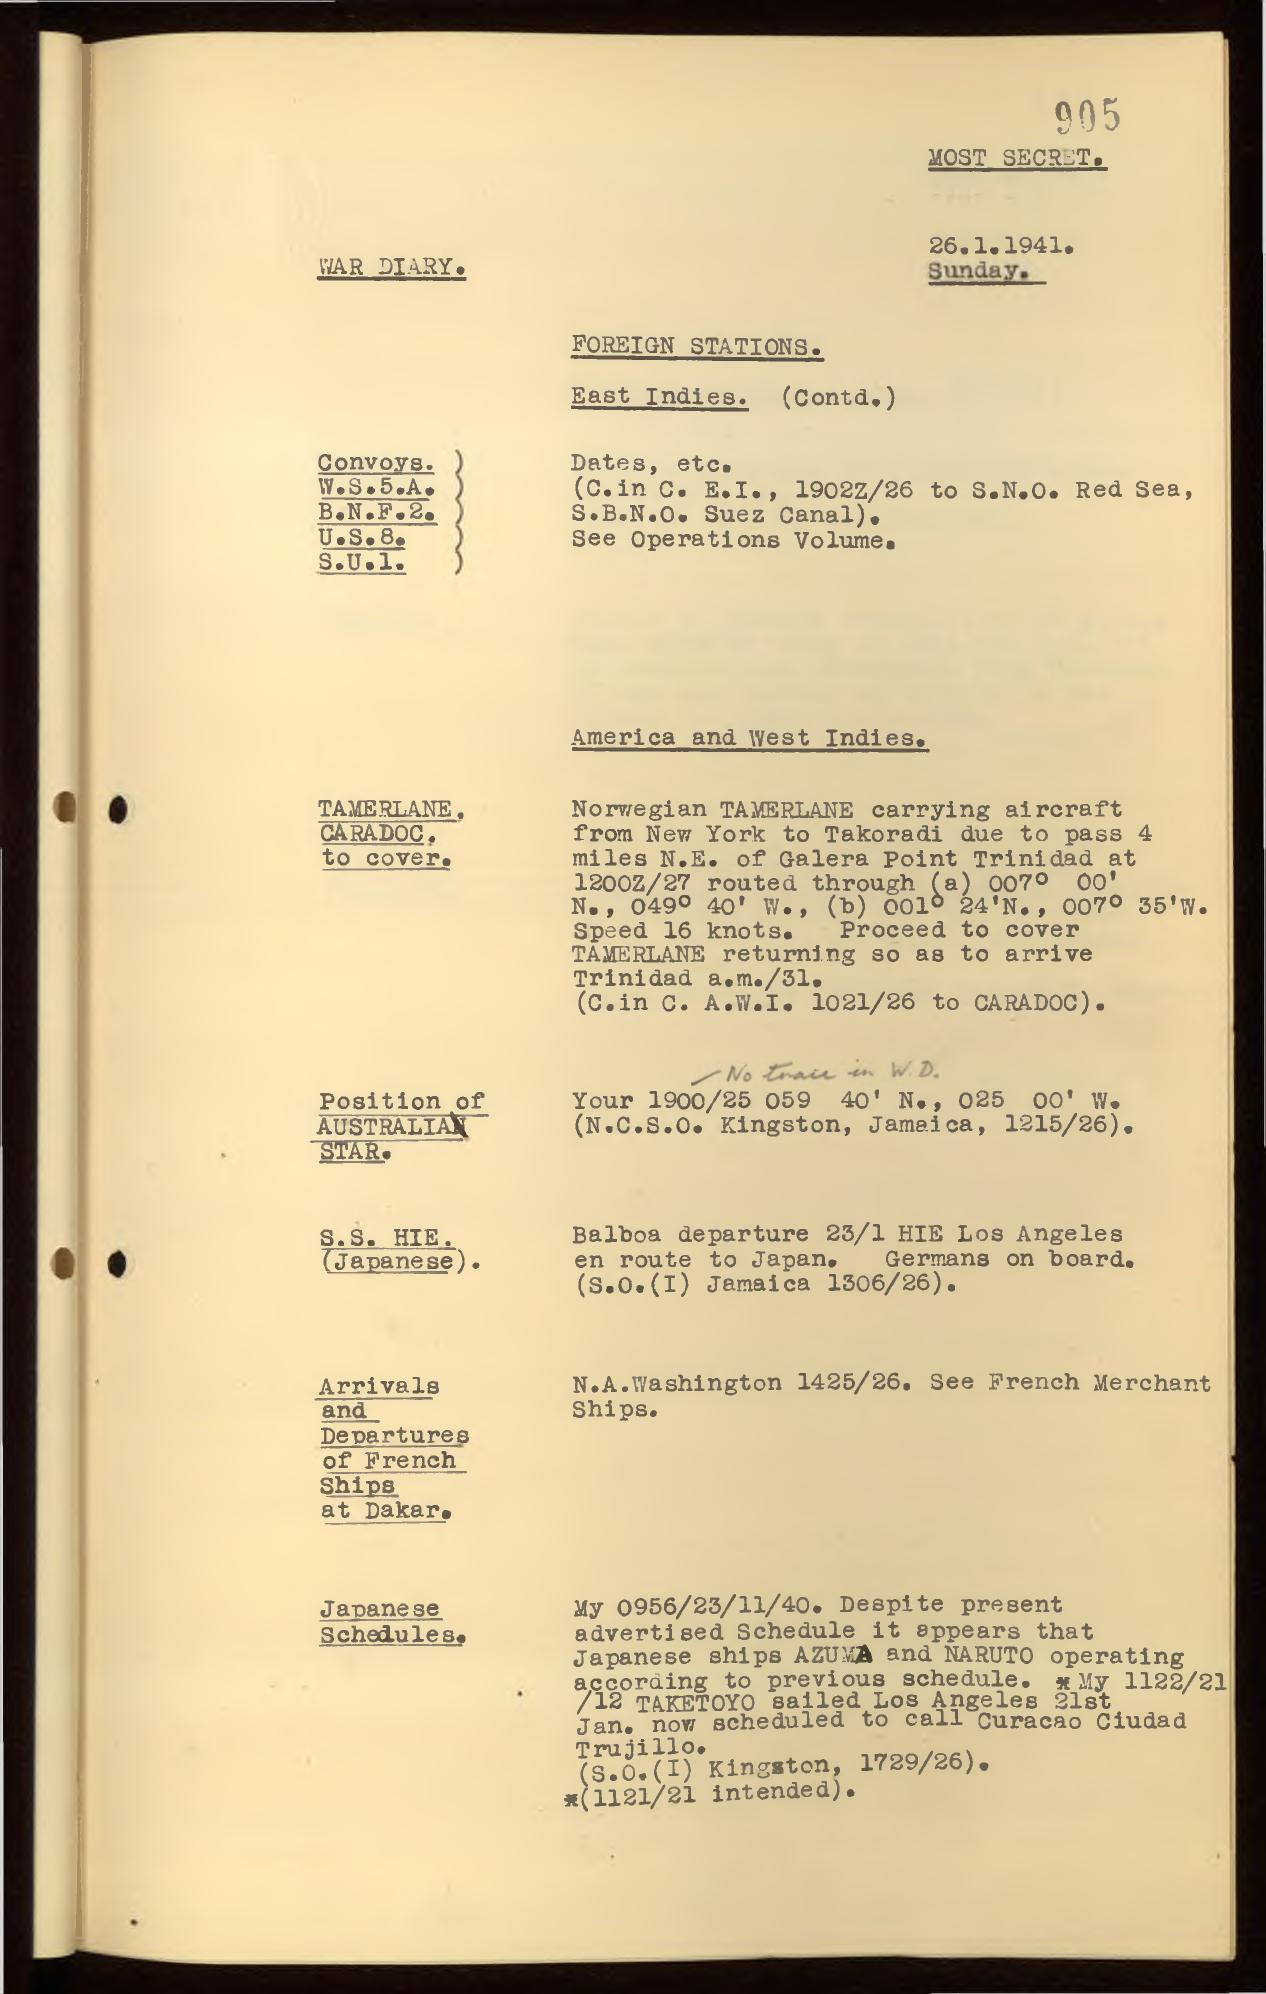 905
MOST SECRET.
26.1.1941.
WAR DIARY.
Sunday.
FOREIGN STATIONS.
East Indies. (Contd.)
Convoys. )
W.S.5.A. )
B.N.F.2. )
U.S.8. )
S.U.1. )
Dates, etc.
(C.in C. E.I., 1902Z/26 to S.N.O. Red Sea,
S.B.N.O. Suez Canal).
See Operations Volume.
America and West Indies.
TAMERLANE,
CARADOC,
to cover.
Norwegian TAMERLANE carrying aircraft
from New York to Takoradi due to pass 4
miles N.E. of Galera Point Trinidad at
1200Z/27 routed through (a) 007° 00'
N., 049° 40' W., (b) 001° 24'N., 007° 35'W.
Speed 16 knots. Proceed to cover
TAMERLANE returning so as to arrive
Trinidad a.m./31.
(C.in C. A.W.I. 1021/26 to CARADOC).
No trace in W.D.
Position of
AUSTRALIAN
STAR.
Your 1900/25 059 40' N., 025 00' W.
(N.C.S.O. Kingston, Jamaica, 1215/26).
S.S. HIE.
(Japanese).
Balboa departure 23/1 HIE Los Angeles
en route to Japan. Germans on board.
(S.O.(I) Jamaica 1306/26).
Arrivals
and
Departures
of French
Ships
at Dakar.
N.A.Washington 1425/26. See French Merchant
Ships.
Japanese
Schedules.
My 0956/23/11/40. Despite present
advertised Schedule it appears that
Japanese ships AZUMA and NARUTO operating
according to previous schedule. * My 1122/21
/12 TAKETOYO sailed Los Angeles 21st
Jan. now scheduled to call Curacao Ciudad
Trujillo.
(S.O.(I) Kingston, 1729/26).
*(1121/21 intended).